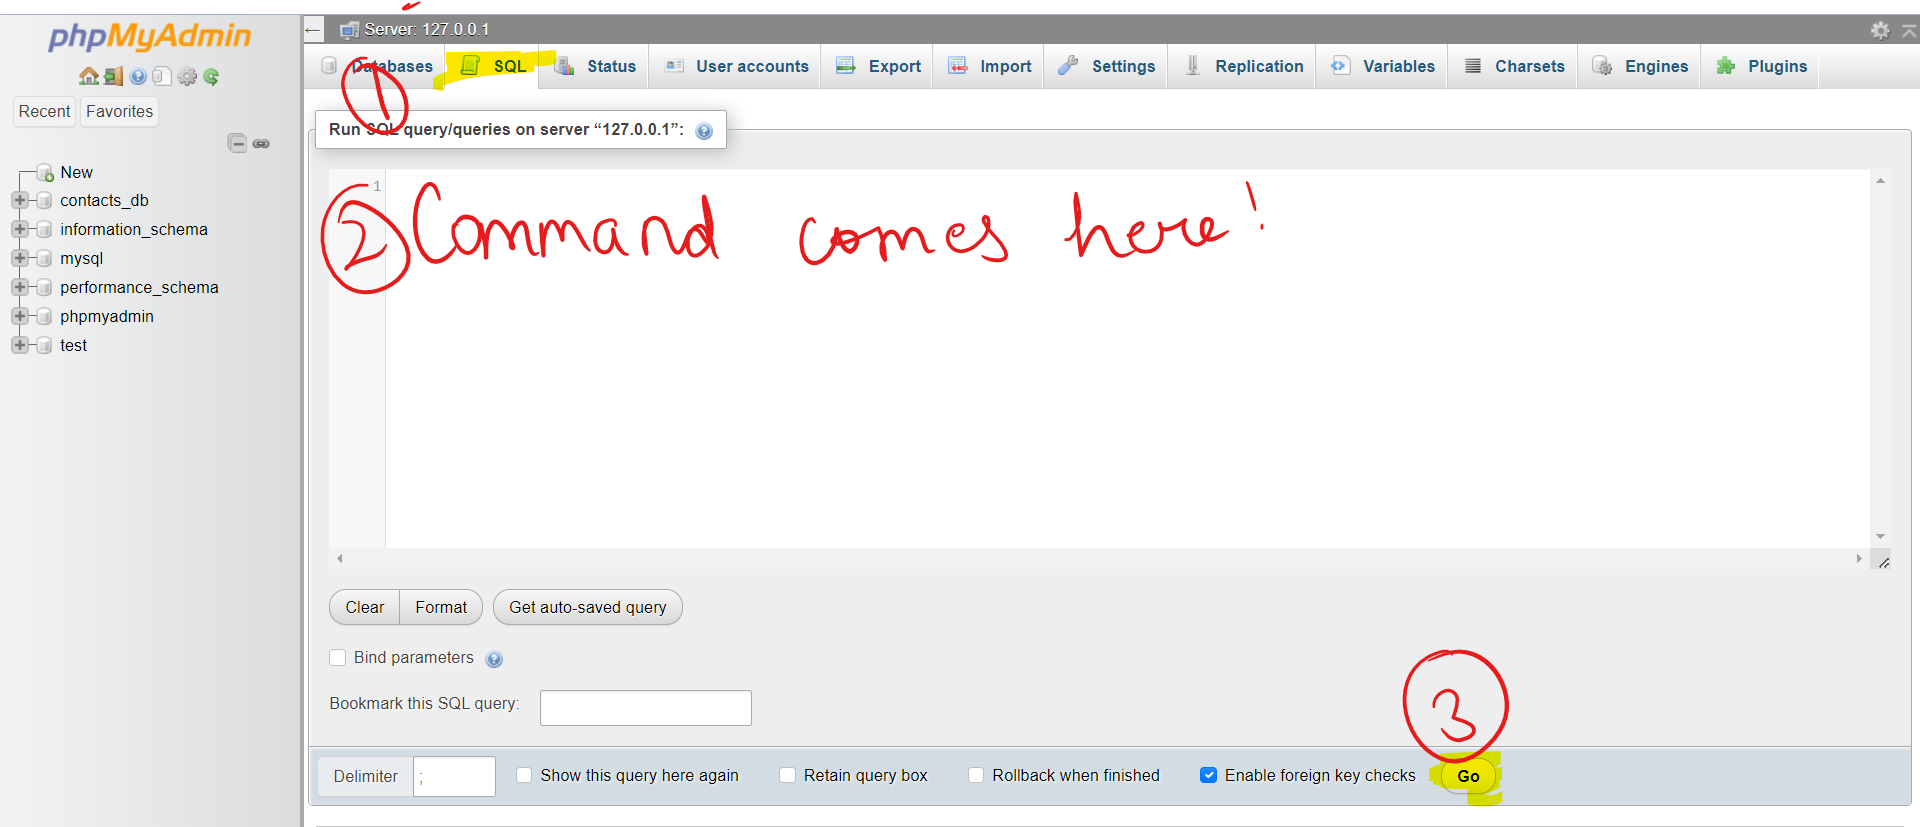 phpMyAdmin
Recent Favorites
New
contacts_db
information_schema
mysql
performance_schema
phpmyadmin
test
Server: 127.0.0.1
Databases SQL Status User accounts Export Import Settings Replication Variables Charsets Engines Plugins
1
Run SQL query/queries on server “127.0.0.1”:
1
2 Command comes here!
Clear Format Get auto-saved query
Bind parameters
Bookmark this SQL query:
3
Delimiter ; Show this query here again Retain query box Rollback when finished Enable foreign key checks Go